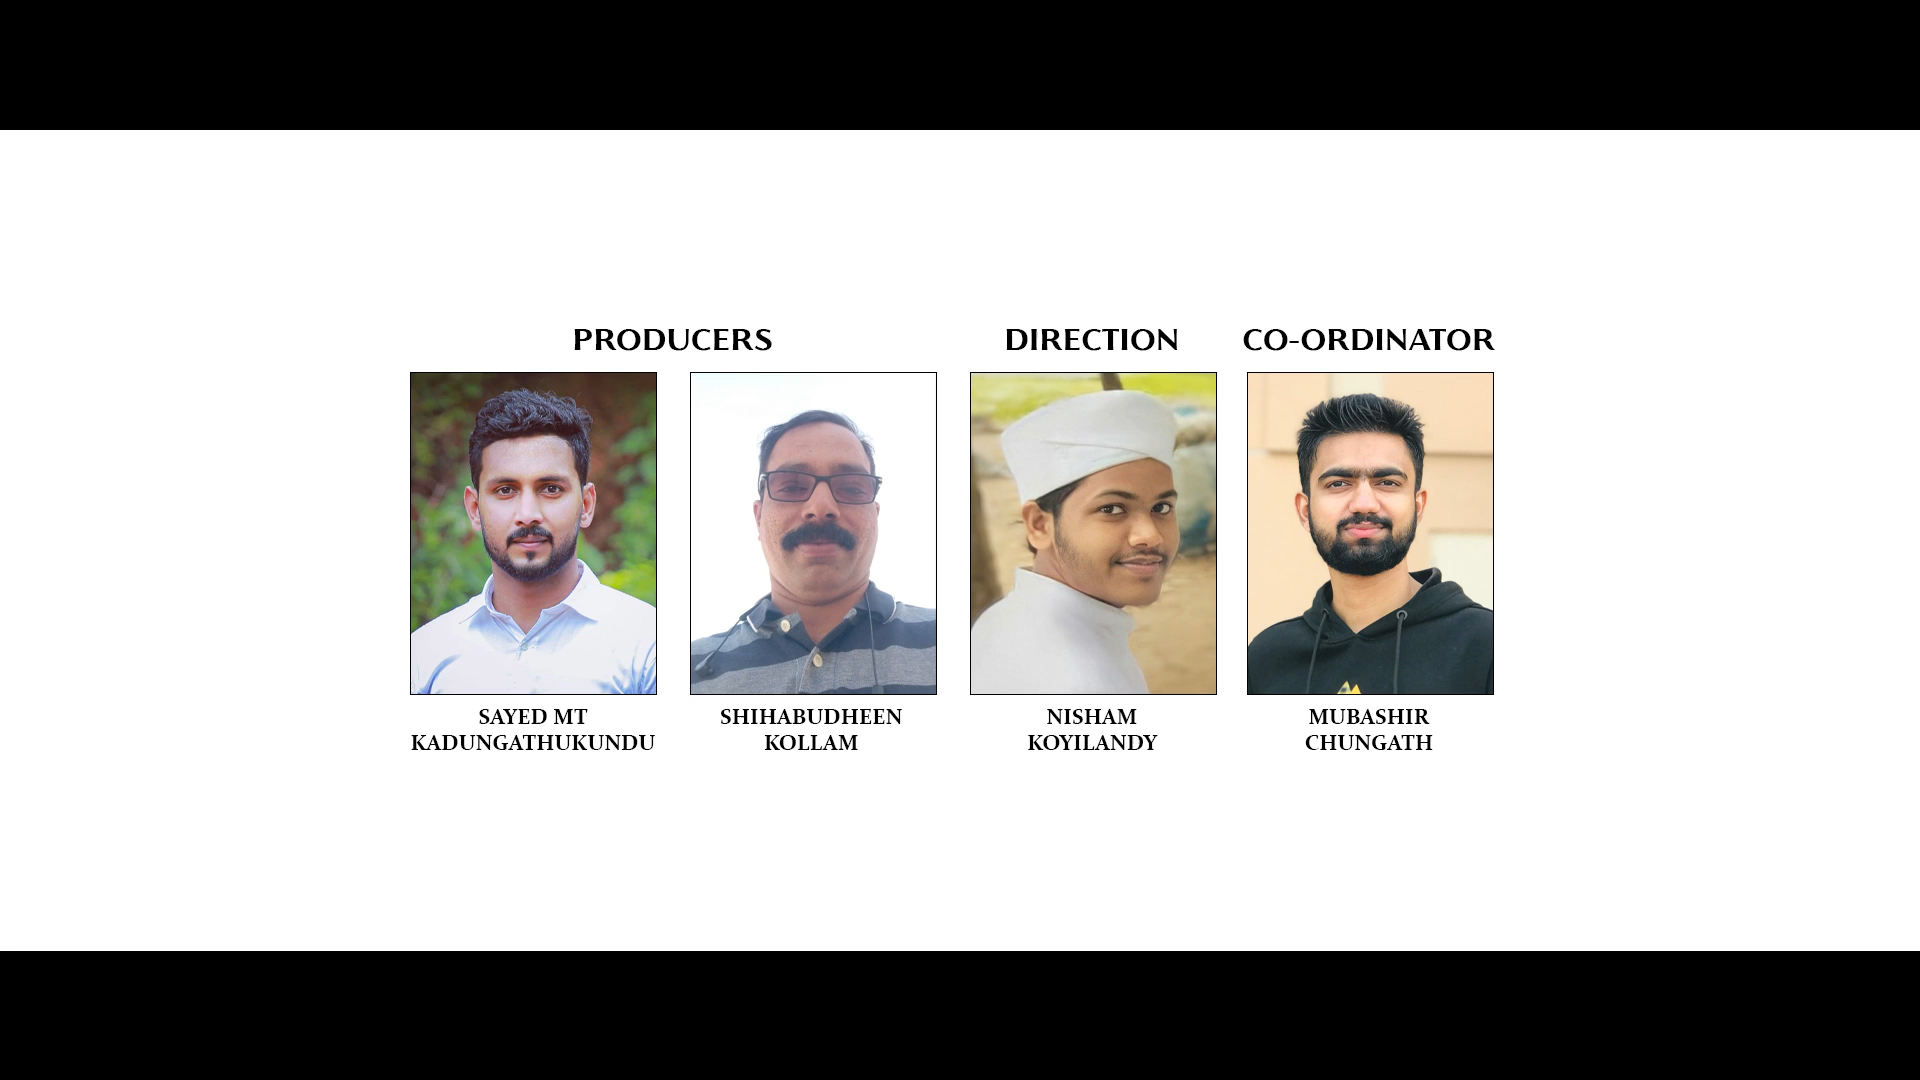 PRODUCERS
DIRECTION
CO-ORDINATOR
SAYED MT
KADUNGATHUKUNDU
SHIHABUDHEEN
KOLLAM
NISHAM
KOYILANDY
MUBASHIR
CHUNGATH